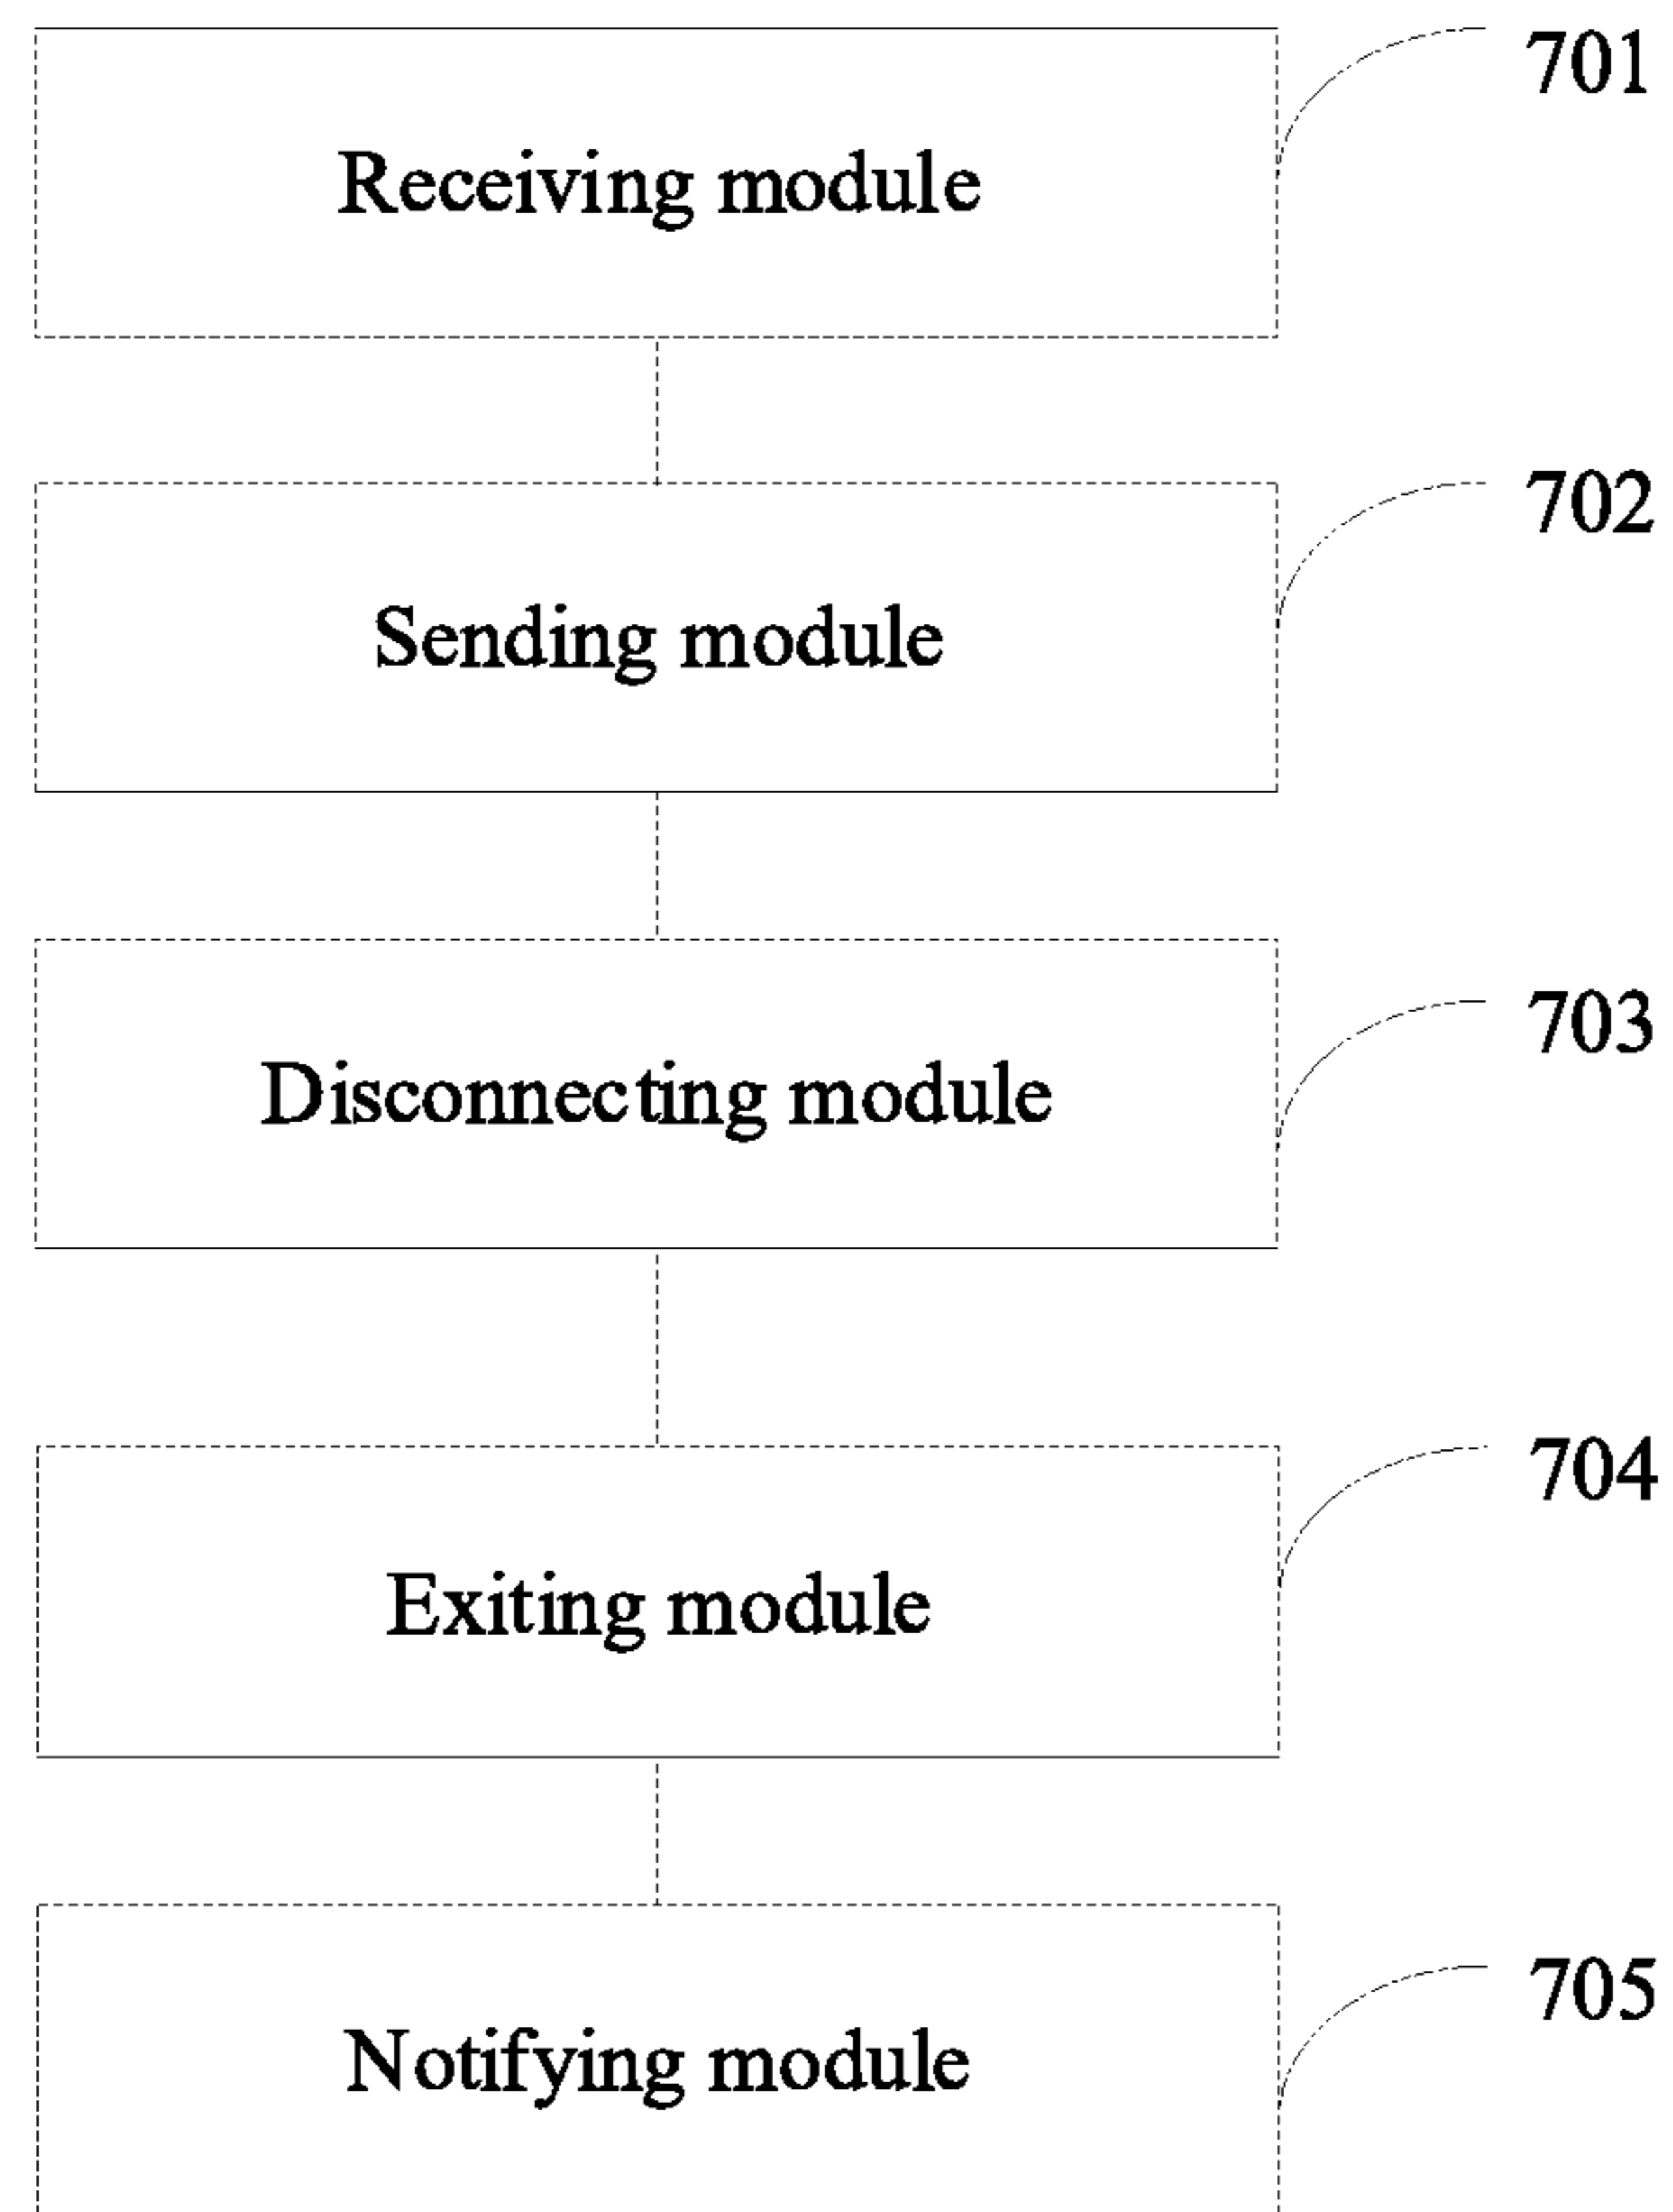 701
Receiving module
702
Sending module
703
Disconnecting module
704
Exiting module
705
Notifying module